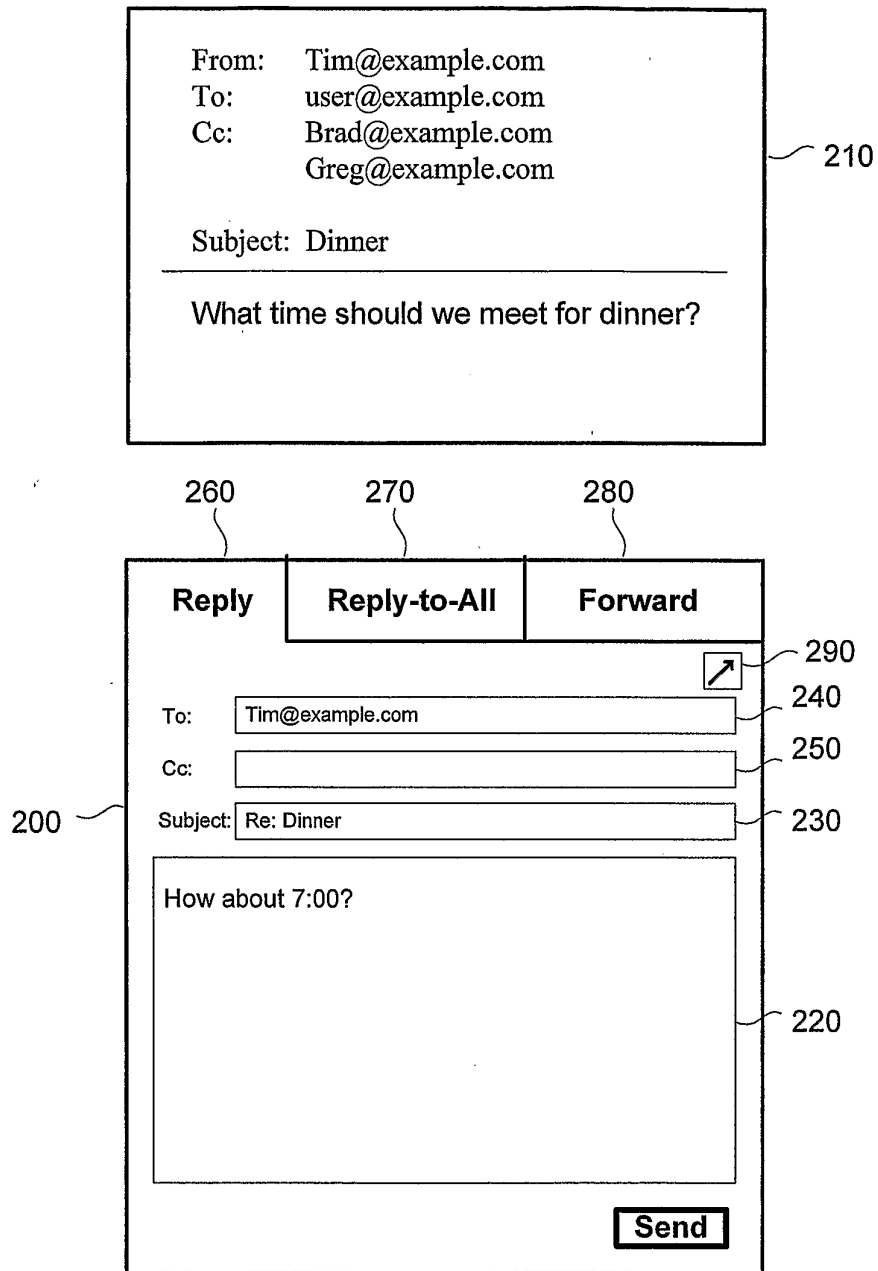 From: Tim@example.com
To: user@example.com
Cc: Brad@example.com
Greg@example.com
210
Subject: Dinner
What time should we meet for dinner?
260 270 280
Reply Reply-to-All Forward
290
240
To: Tim@example.com
250
Cc:
200 Subject: Re: Dinner 230
How about 7:00?
220
Send